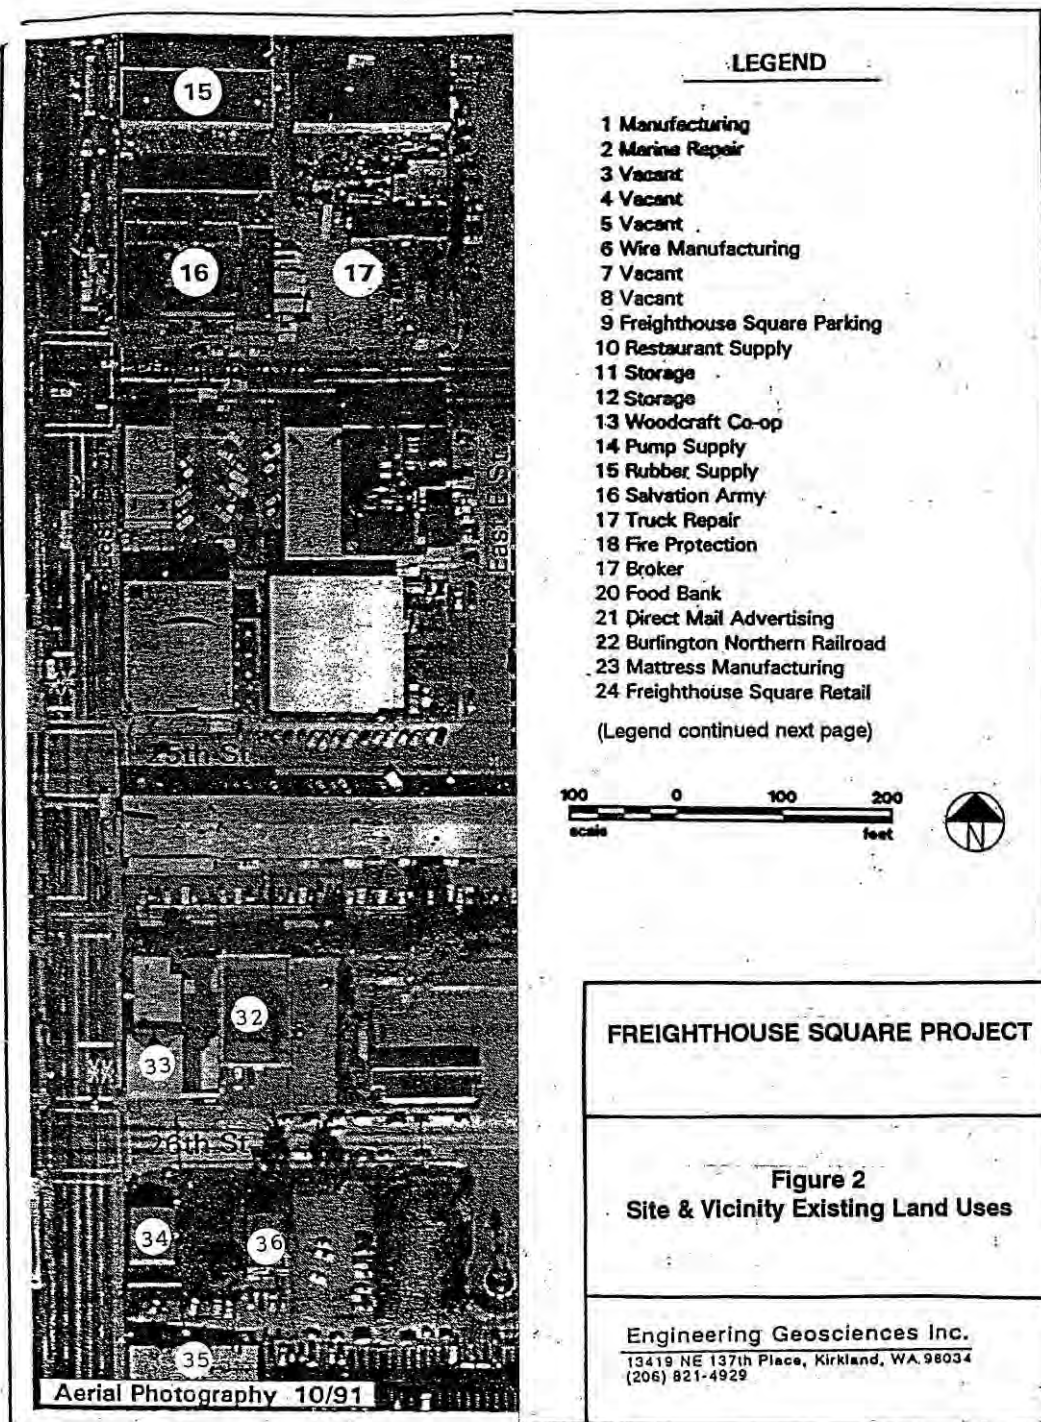 15
16
17
East E St
25th St
32
33
26th St
34
36
35
Aerial Photography 10/91
LEGEND
1 Manufacturing
2 Marine Repair
3 Vacant
4 Vacant
5 Vacant
6 Wire Manufacturing
7 Vacant
8 Vacant
9 Freighthouse Square Parking
10 Restaurant Supply
11 Storage
12 Storage
13 Woodcraft Co-op
14 Pump Supply
15 Rubber Supply
16 Salvation Army
17 Truck Repair
18 Fire Protection
17 Broker
20 Food Bank
21 Direct Mail Advertising
22 Burlington Northern Railroad
23 Mattress Manufacturing
24 Freighthouse Square Retail
(Legend continued next page)
100 0 100 200
scale feet
N
FREIGHTHOUSE SQUARE PROJECT
Figure 2
Site & Vicinity Existing Land Uses
Engineering Geosciences Inc.
13419 NE 137th Place, Kirkland, WA. 98034
(206) 821-4929